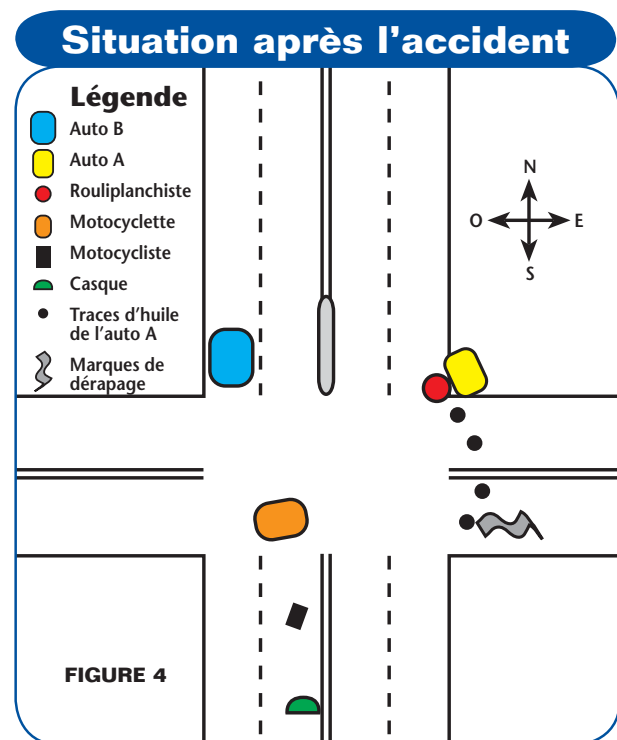 Situation après l'accident
Légende
Auto B
Auto A
Rouliplanchiste
Motocyclette
Motocycliste
Casque
Traces d'huile
de l'auto A
Marques de
dérapage
N
O
E
S
FIGURE 4